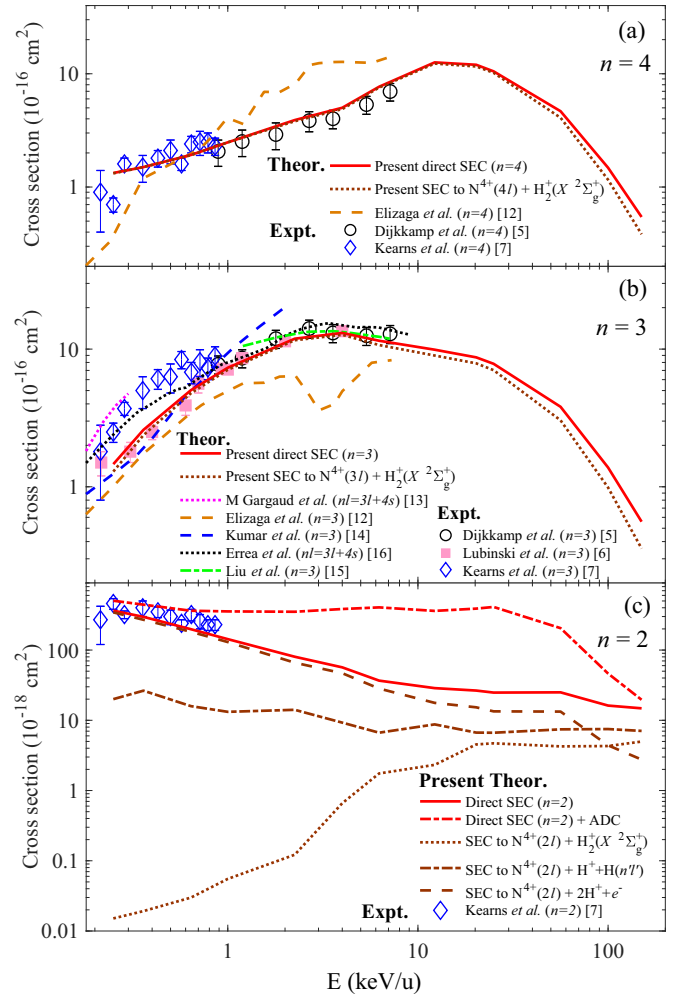 (a)
n = 4
Cross section (10⁻¹⁶ cm²)
10
1
Theor.
Present direct SEC (n=4)
Present SEC to N⁴⁺(4l) + H₂⁺(X ²Σg⁺)
Elizaga et al. (n=4) [12]
Expt.
Dijkkamp et al. (n=4) [5]
Kearns et al. (n=4) [7]
(b)
n = 3
Cross section (10⁻¹⁶ cm²)
10
1
Theor.
Present direct SEC (n=3)
Present SEC to N⁴⁺(3l) + H₂⁺(X ²Σg⁺)
M Gargaud et al. (nl=3l+4s) [13]
Elizaga et al. (n=3) [12]
Kumar et al. (n=3) [14]
Errea et al. (nl=3l+4s) [16]
Liu et al. (n=3) [15]
Expt.
Dijkkamp et al. (n=3) [5]
Lubinski et al. (n=3) [6]
Kearns et al. (n=3) [7]
(c)
n = 2
Cross section (10⁻¹⁸ cm²)
100
10
1
0.1
0.01
Present Theor.
Direct SEC (n=2)
Direct SEC (n=2) + ADC
SEC to N⁴⁺(2l) + H₂⁺(X ²Σg⁺)
SEC to N⁴⁺(2l) + H⁺+H(n'l')
SEC to N⁴⁺(2l) + 2H⁺+e⁻
Expt.
Kearns et al. (n=2) [7]
1 10 100
E (keV/u)